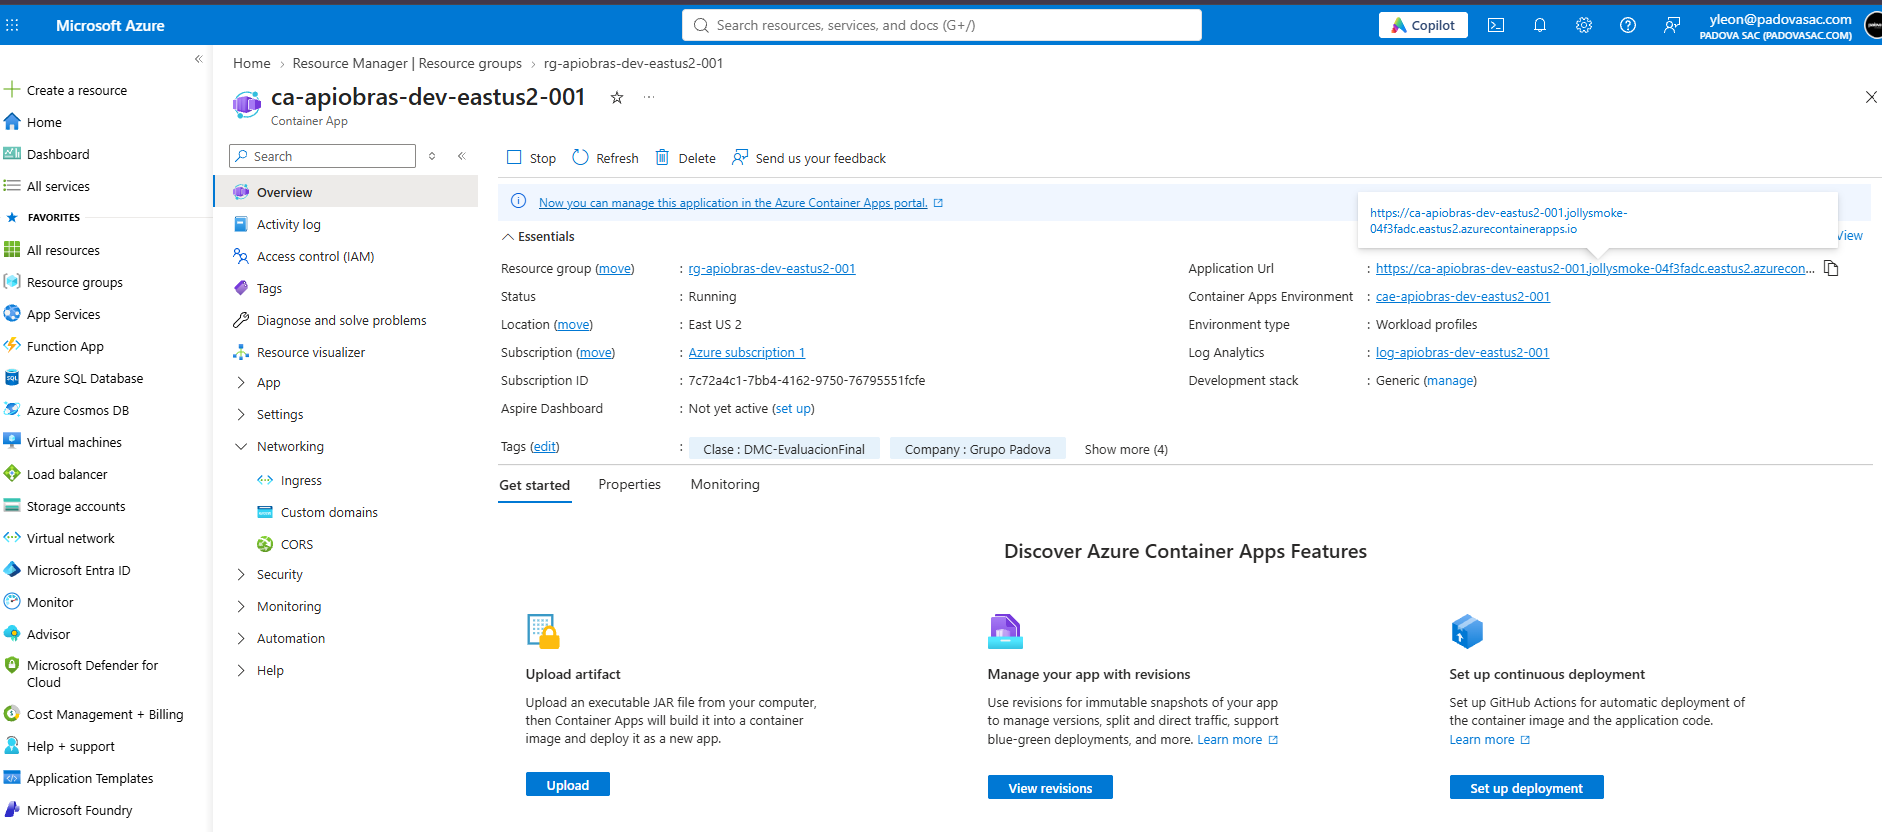 Microsoft Azure
Search resources, services, and docs (G+/)
Copilot
yleon@padovasac.com
PADOVA SAC (PADOVASAC.COM)
Create a resource
Home
Dashboard
All services
FAVORITES
All resources
Resource groups
App Services
Function App
Azure SQL Database
Azure Cosmos DB
Virtual machines
Load balancer
Storage accounts
Virtual network
Microsoft Entra ID
Monitor
Advisor
Microsoft Defender for
Cloud
Cost Management + Billing
Help + support
Application Templates
Microsoft Foundry
Home > Resource Manager | Resource groups > rg-apiobras-dev-eastus2-001
ca-apiobras-dev-eastus2-001
Container App
Search
Overview
Activity log
Access control (IAM)
Tags
Diagnose and solve problems
Resource visualizer
App
Settings
Networking
Ingress
Custom domains
CORS
Security
Monitoring
Automation
Help
Stop Refresh Delete Send us your feedback
Now you can manage this application in the Azure Container Apps portal.
https://ca-apiobras-dev-eastus2-001.jollysmoke-
04f3fadc.eastus2.azurecontainerapps.io
Essentials
View
Resource group (move) : rg-apiobras-dev-eastus2-001
Status : Running
Location (move) : East US 2
Subscription (move) : Azure subscription 1
Subscription ID : 7c72a4c1-7bb4-4162-9750-76795551fcfe
Aspire Dashboard : Not yet active (set up)
Application Url : https://ca-apiobras-dev-eastus2-001.jollysmoke-04f3fadc.eastus2.azurecon...
Container Apps Environment : cae-apiobras-dev-eastus2-001
Environment type : Workload profiles
Log Analytics : log-apiobras-dev-eastus2-001
Development stack : Generic (manage)
Tags (edit) : Clase : DMC-EvaluacionFinal Company : Grupo Padova Show more (4)
Get started Properties Monitoring
Discover Azure Container Apps Features
Upload artifact
Upload an executable JAR file from your computer,
then Container Apps will build it into a container
image and deploy it as a new app.
Upload
Manage your app with revisions
Use revisions for immutable snapshots of your app
to manage versions, split and direct traffic, support
blue-green deployments, and more. Learn more
View revisions
Set up continuous deployment
Set up GitHub Actions for automatic deployment of
the container image and the application code.
Learn more
Set up deployment